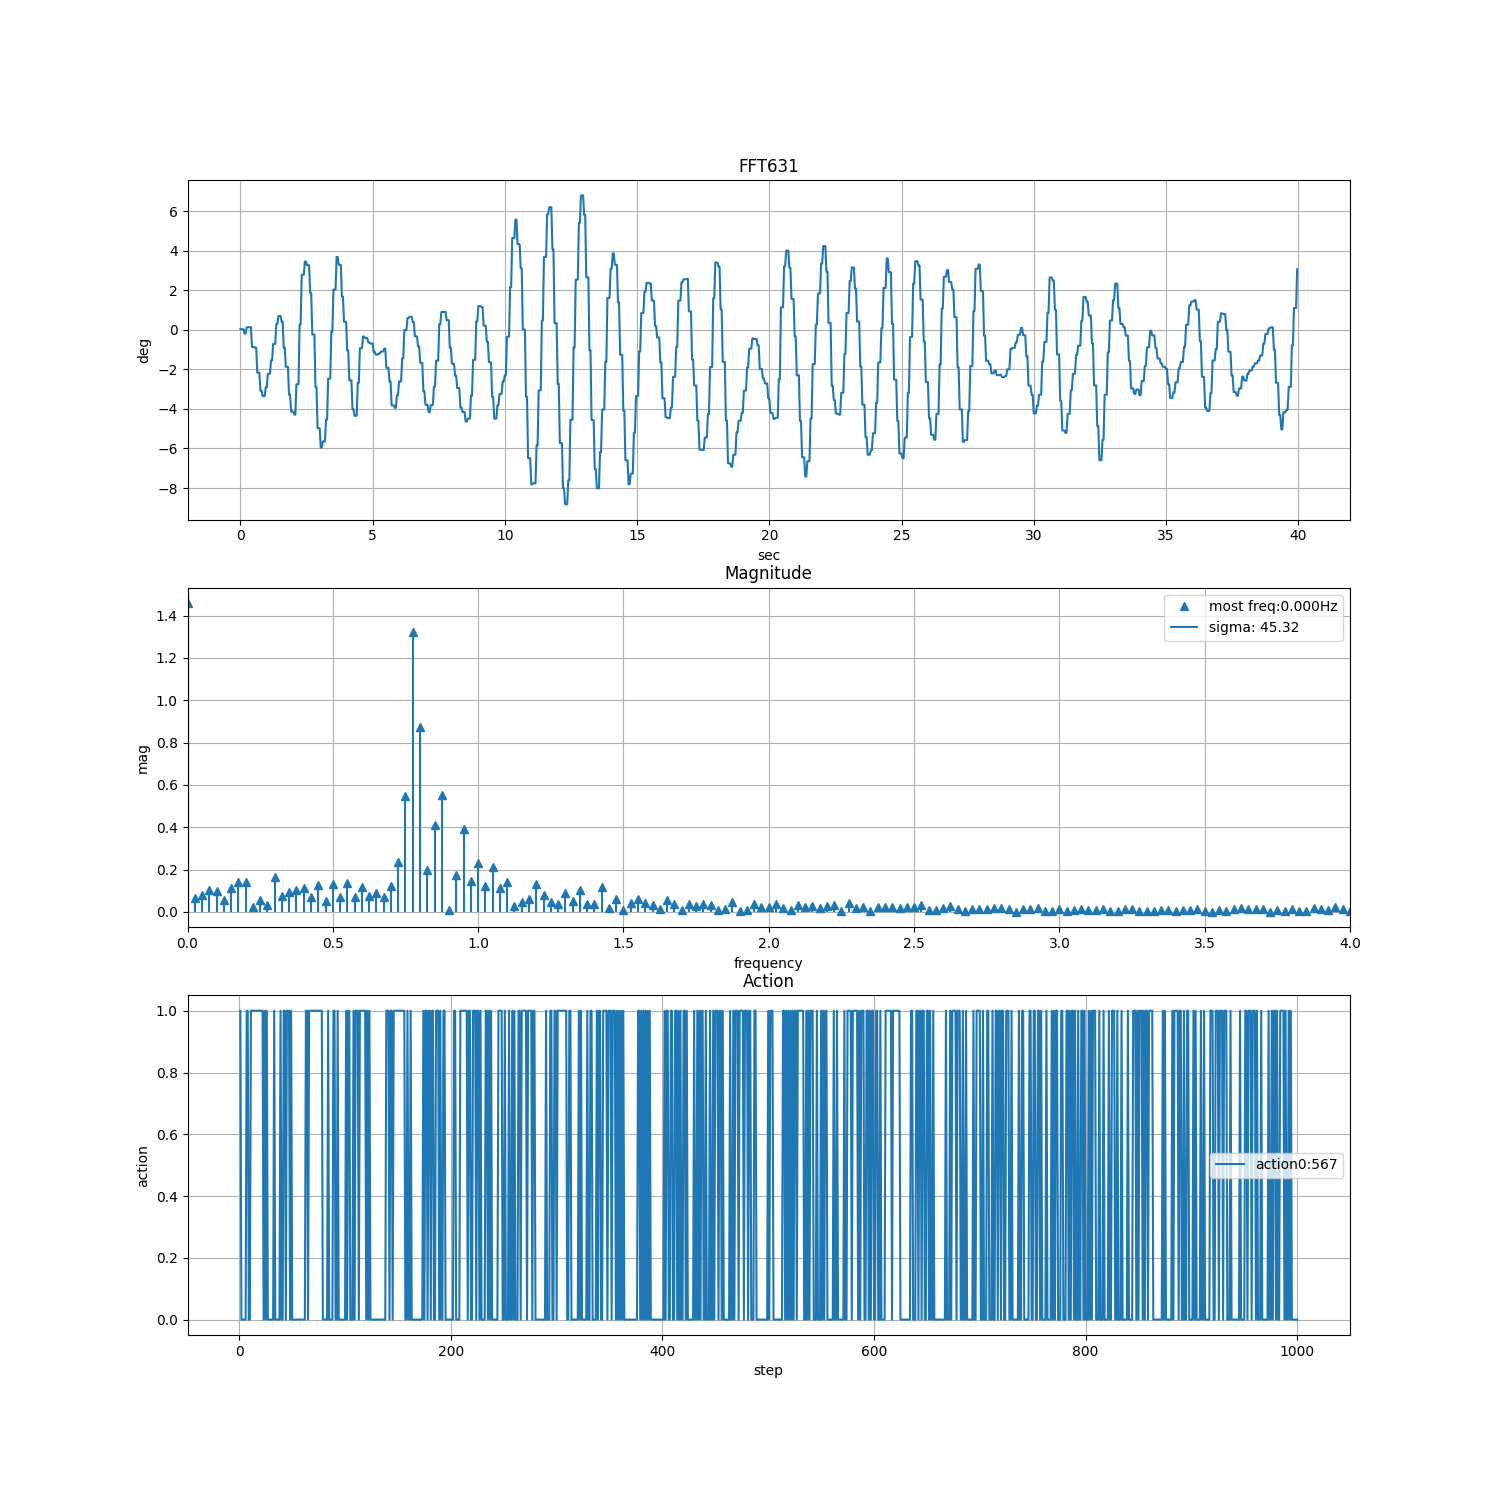 FFT631
6
4
2
0
−2
−4
−6
−8
deg
0 5 10 15 20 25 30 35 40
sec
Magnitude
1.4
1.2
1.0
0.8
0.6
0.4
0.2
0.0
mag
most freq:0.000Hz
sigma: 45.32
0.0 0.5 1.0 1.5 2.0 2.5 3.0 3.5 4.0
frequency
Action
1.0
0.8
0.6
0.4
0.2
0.0
action
action0:567
0 200 400 600 800 1000
step